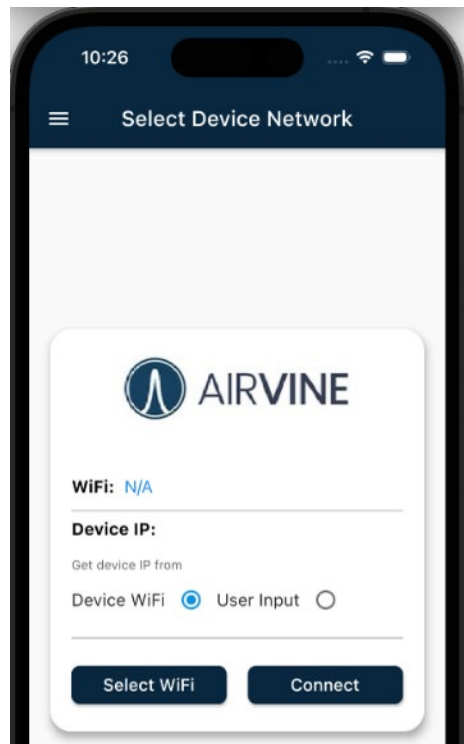 10:26
Select Device Network
AIRVINE
WiFi: N/A
Device IP:
Get device IP from
Device WiFi User Input
Select WiFi Connect